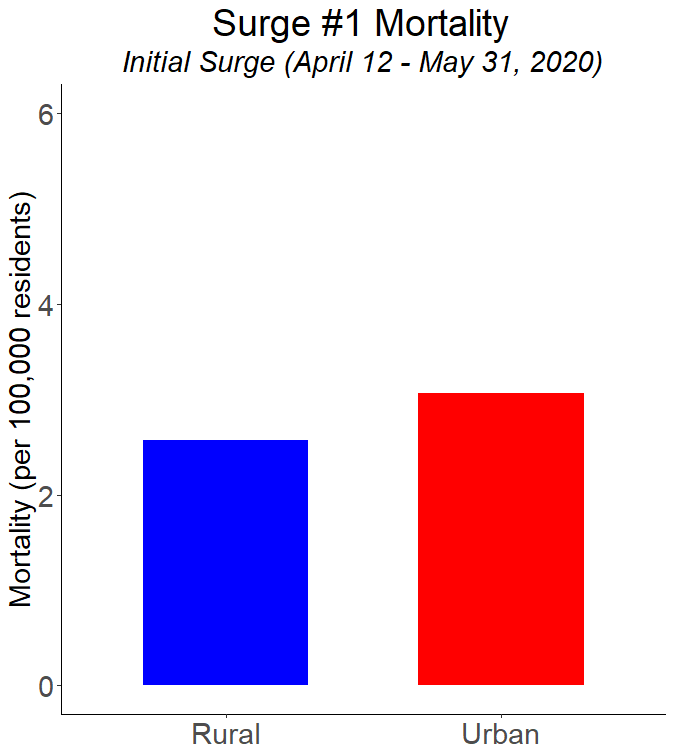 Surge #1 Mortality
Initial Surge (April 12 - May 31, 2020)
Mortality (per 100,000 residents)
6
4
2
0
Rural Urban